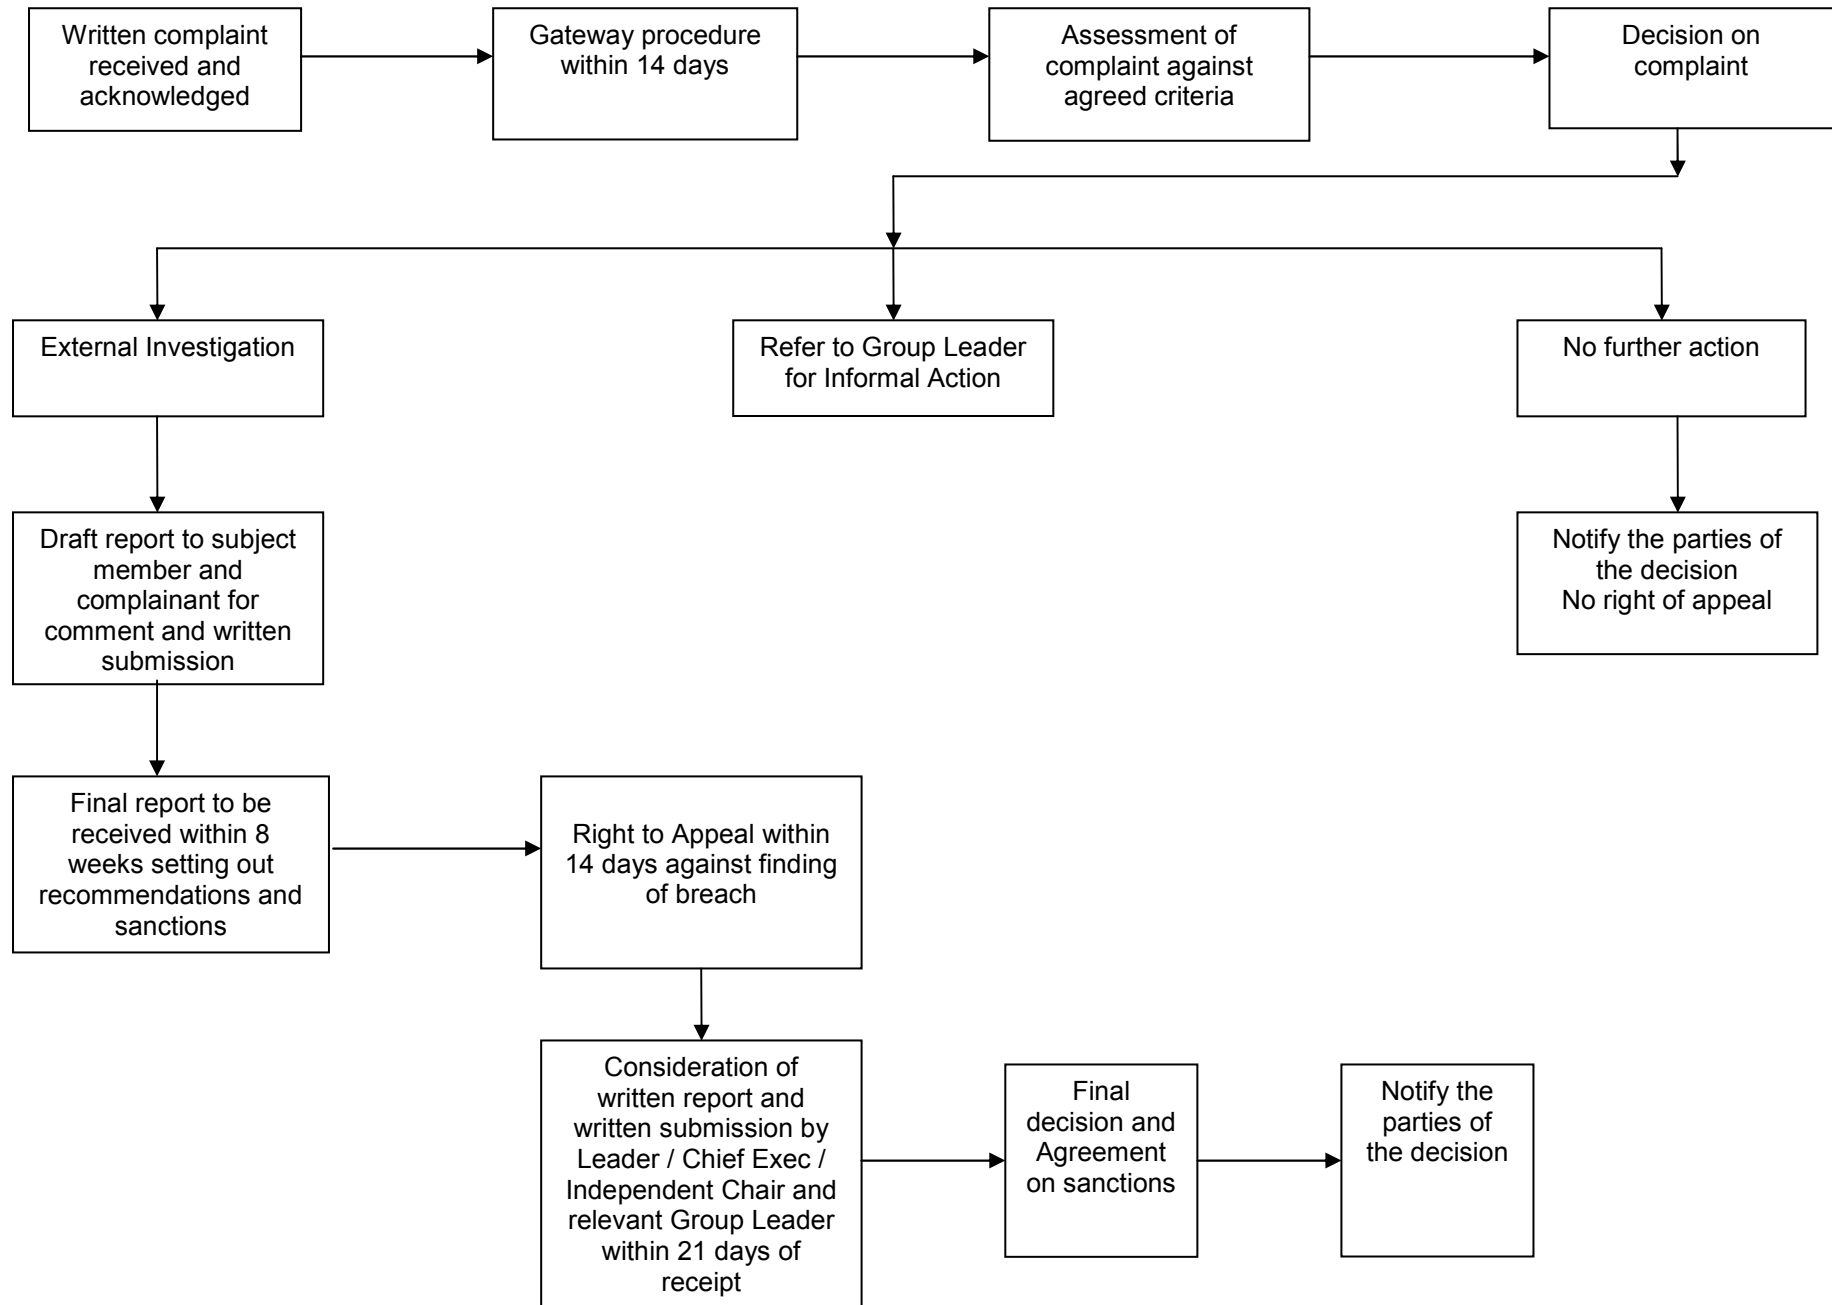 Written complaint
received and
acknowledged
Gateway procedure
within 14 days
Assessment of
complaint against
agreed criteria
Decision on
complaint
External Investigation
Refer to Group Leader
for Informal Action
No further action
Draft report to subject
member and
complainant for
comment and written
submission
Notify the parties of
the decision
No right of appeal
Final report to be
received within 8
weeks setting out
recommendations and
sanctions
Right to Appeal within
14 days against finding
of breach
Consideration of
written report and
written submission by
Leader / Chief Exec /
Independent Chair and
relevant Group Leader
within 21 days of
receipt
Final
decision and
Agreement
on sanctions
Notify the
parties of
the decision